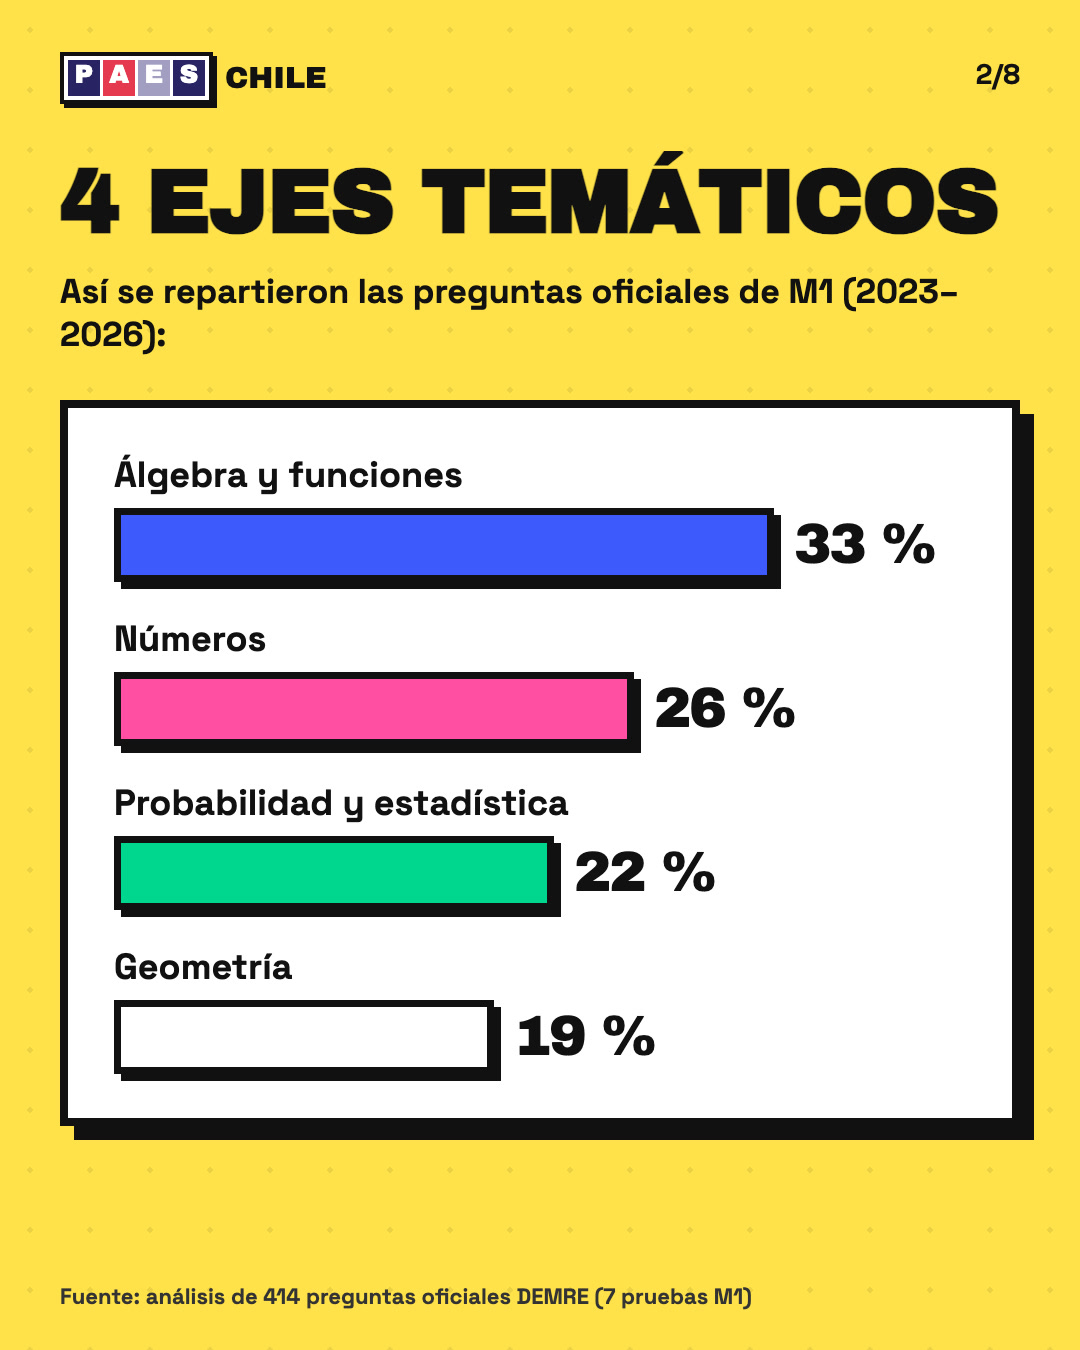 PAES CHILE
2/8
4 EJES TEMÁTICOS
Así se repartieron las preguntas oficiales de M1 (2023–
2026):
Álgebra y funciones
33 %
Números
26 %
Probabilidad y estadística
22 %
Geometría
19 %
Fuente: análisis de 414 preguntas oficiales DEMRE (7 pruebas M1)